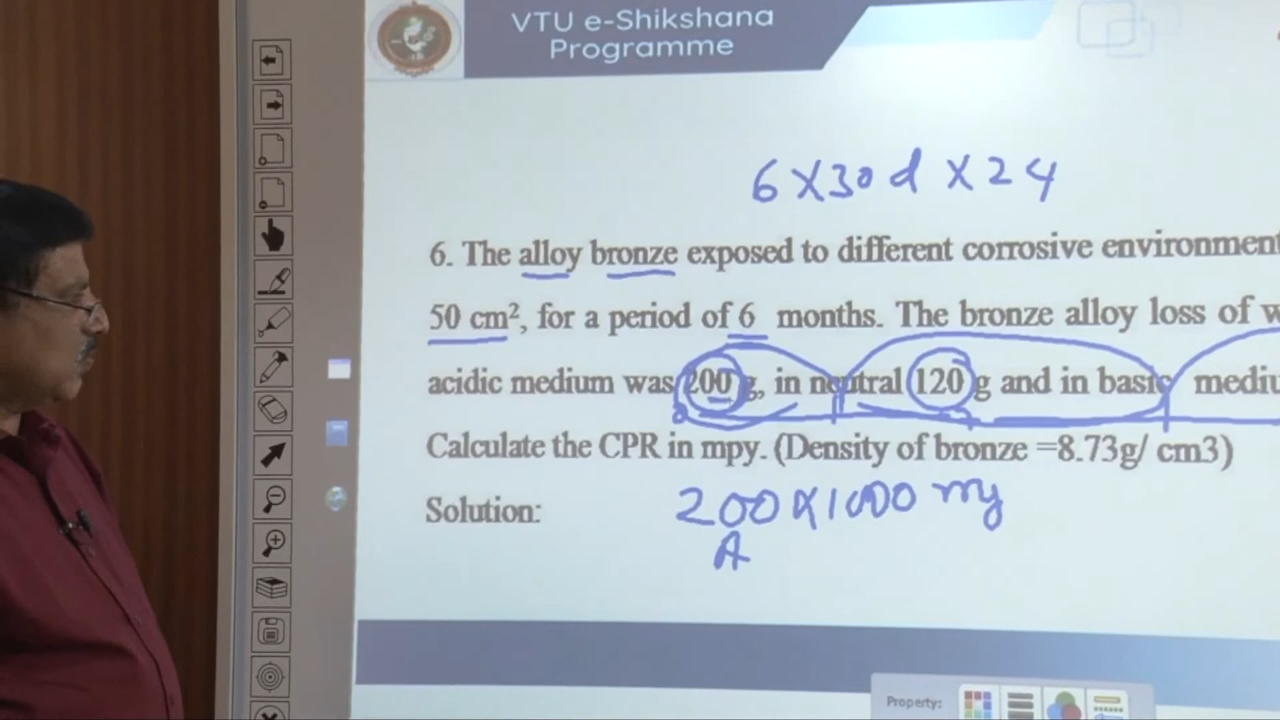 VTU e-Shikshana
Programme
6 X 30 d X 24
6. The alloy bronze exposed to different corrosive environment
50 cm², for a period of 6 months. The bronze alloy loss of w
acidic medium was 200 g, in neutral 120 g and in basic mediu
Calculate the CPR in mpy. (Density of bronze =8.73g/ cm3)
Solution:
200 X 1000 mg
A
Property: